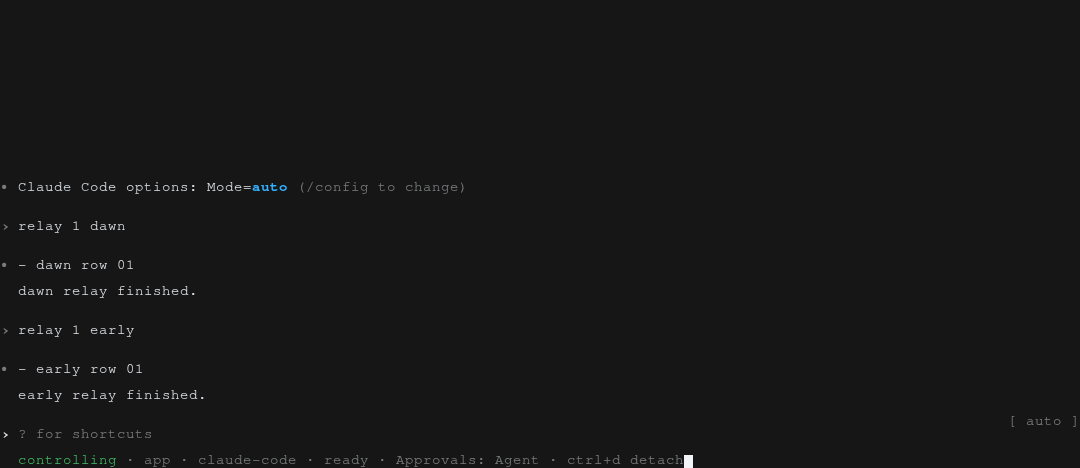 • Claude Code options: Mode=auto (/config to change)
› relay 1 dawn
• - dawn row 01
dawn relay finished.
› relay 1 early
• - early row 01
early relay finished.
[ auto ]
› ? for shortcuts
controlling · app · claude-code · ready · Approvals: Agent · ctrl+d detach